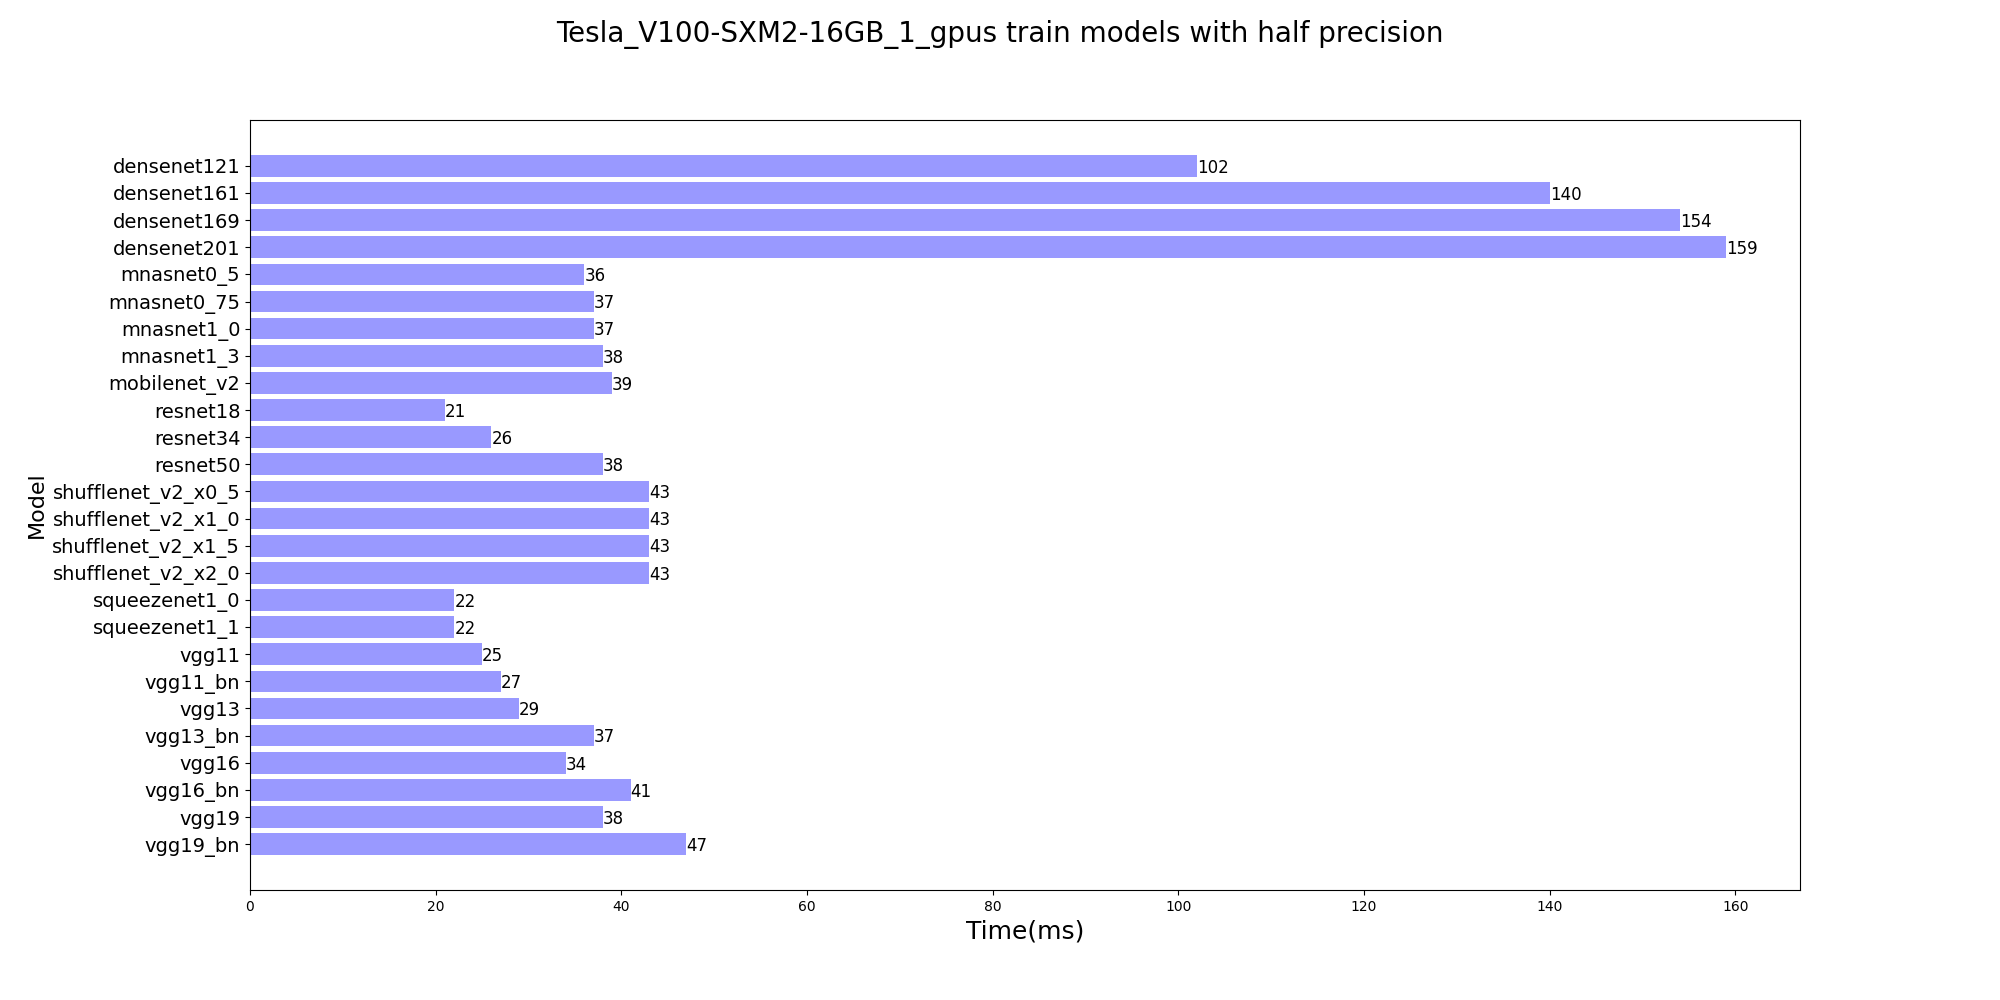 Tesla_V100-SXM2-16GB_1_gpus train models with half precision
Model
densenet121 102
densenet161 140
densenet169 154
densenet201 159
mnasnet0_5 36
mnasnet0_75 37
mnasnet1_0 37
mnasnet1_3 38
mobilenet_v2 39
resnet18 21
resnet34 26
resnet50 38
shufflenet_v2_x0_5 43
shufflenet_v2_x1_0 43
shufflenet_v2_x1_5 43
shufflenet_v2_x2_0 43
squeezenet1_0 22
squeezenet1_1 22
vgg11 25
vgg11_bn 27
vgg13 29
vgg13_bn 37
vgg16 34
vgg16_bn 41
vgg19 38
vgg19_bn 47
0 20 40 60 80 100 120 140 160
Time(ms)